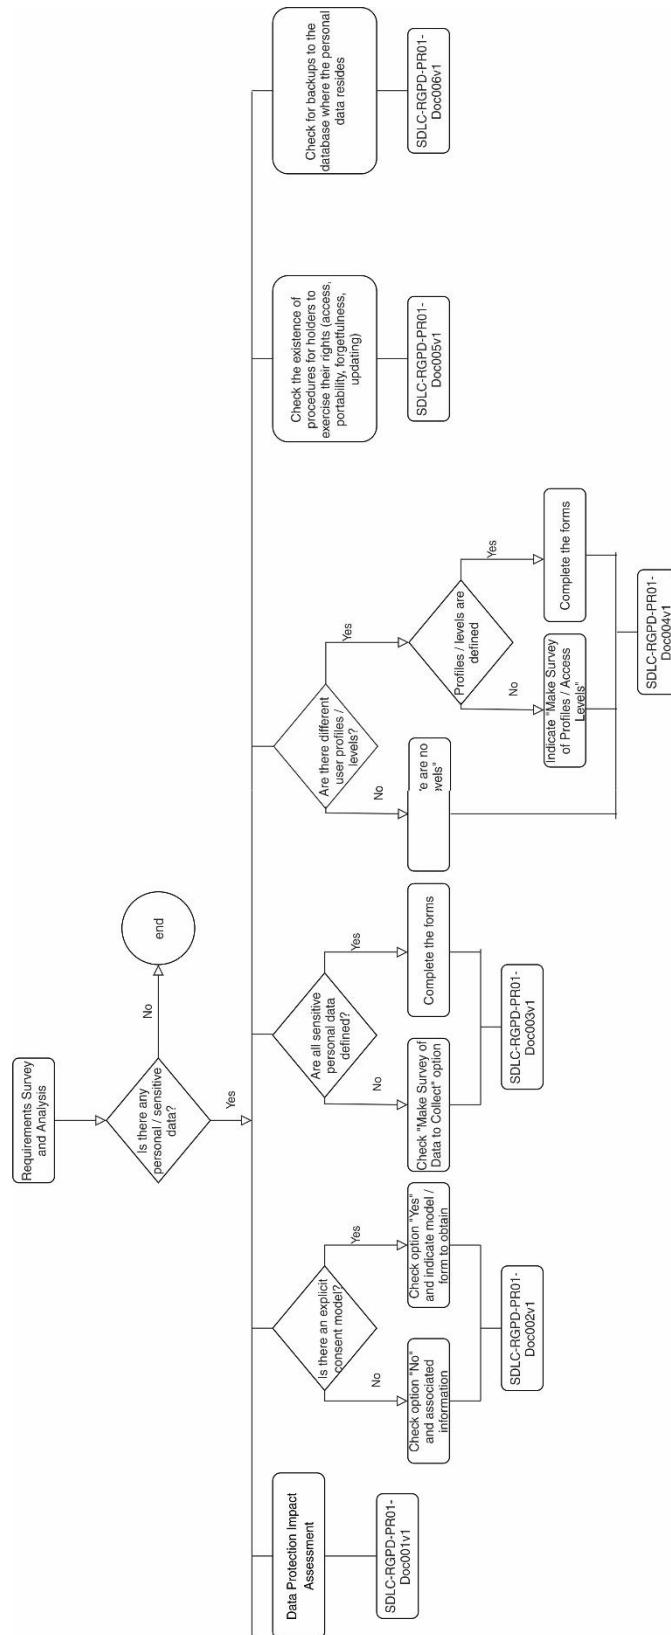 Requirements Survey
and Analysis
Is there any
personal / sensitive
data?
No
end
Yes
Data Protection Impact
Assessment
SDLC-RGPD-PR01-
Doc001v1
Is there an explicit
consent model?
No
Yes
Check option "No"
and associated
information
Check option "Yes"
and indicate model /
form to obtain
SDLC-RGPD-PR01-
Doc002v1
Are all sensitive
personal data
defined?
No
Yes
Check "Make Survey of
Data to Collect" option
Complete the forms
SDLC-RGPD-PR01-
Doc003v1
Are there different
user profiles /
levels?
No
Yes
are no
Profiles / levels are
defined
No
Yes
Indicate "Make Survey
of Profiles / Access
Levels"
Complete the forms
SDLC-RGPD-PR01-
Doc004v1
Check the existence of
procedures for holders to
exercise their rights (access,
portability, forgetfulness,
updating)
SDLC-RGPD-PR01-
Doc005v1
Check for backups to the
database where the personal
data resides
SDLC-RGPD-PR01-
Doc006v1